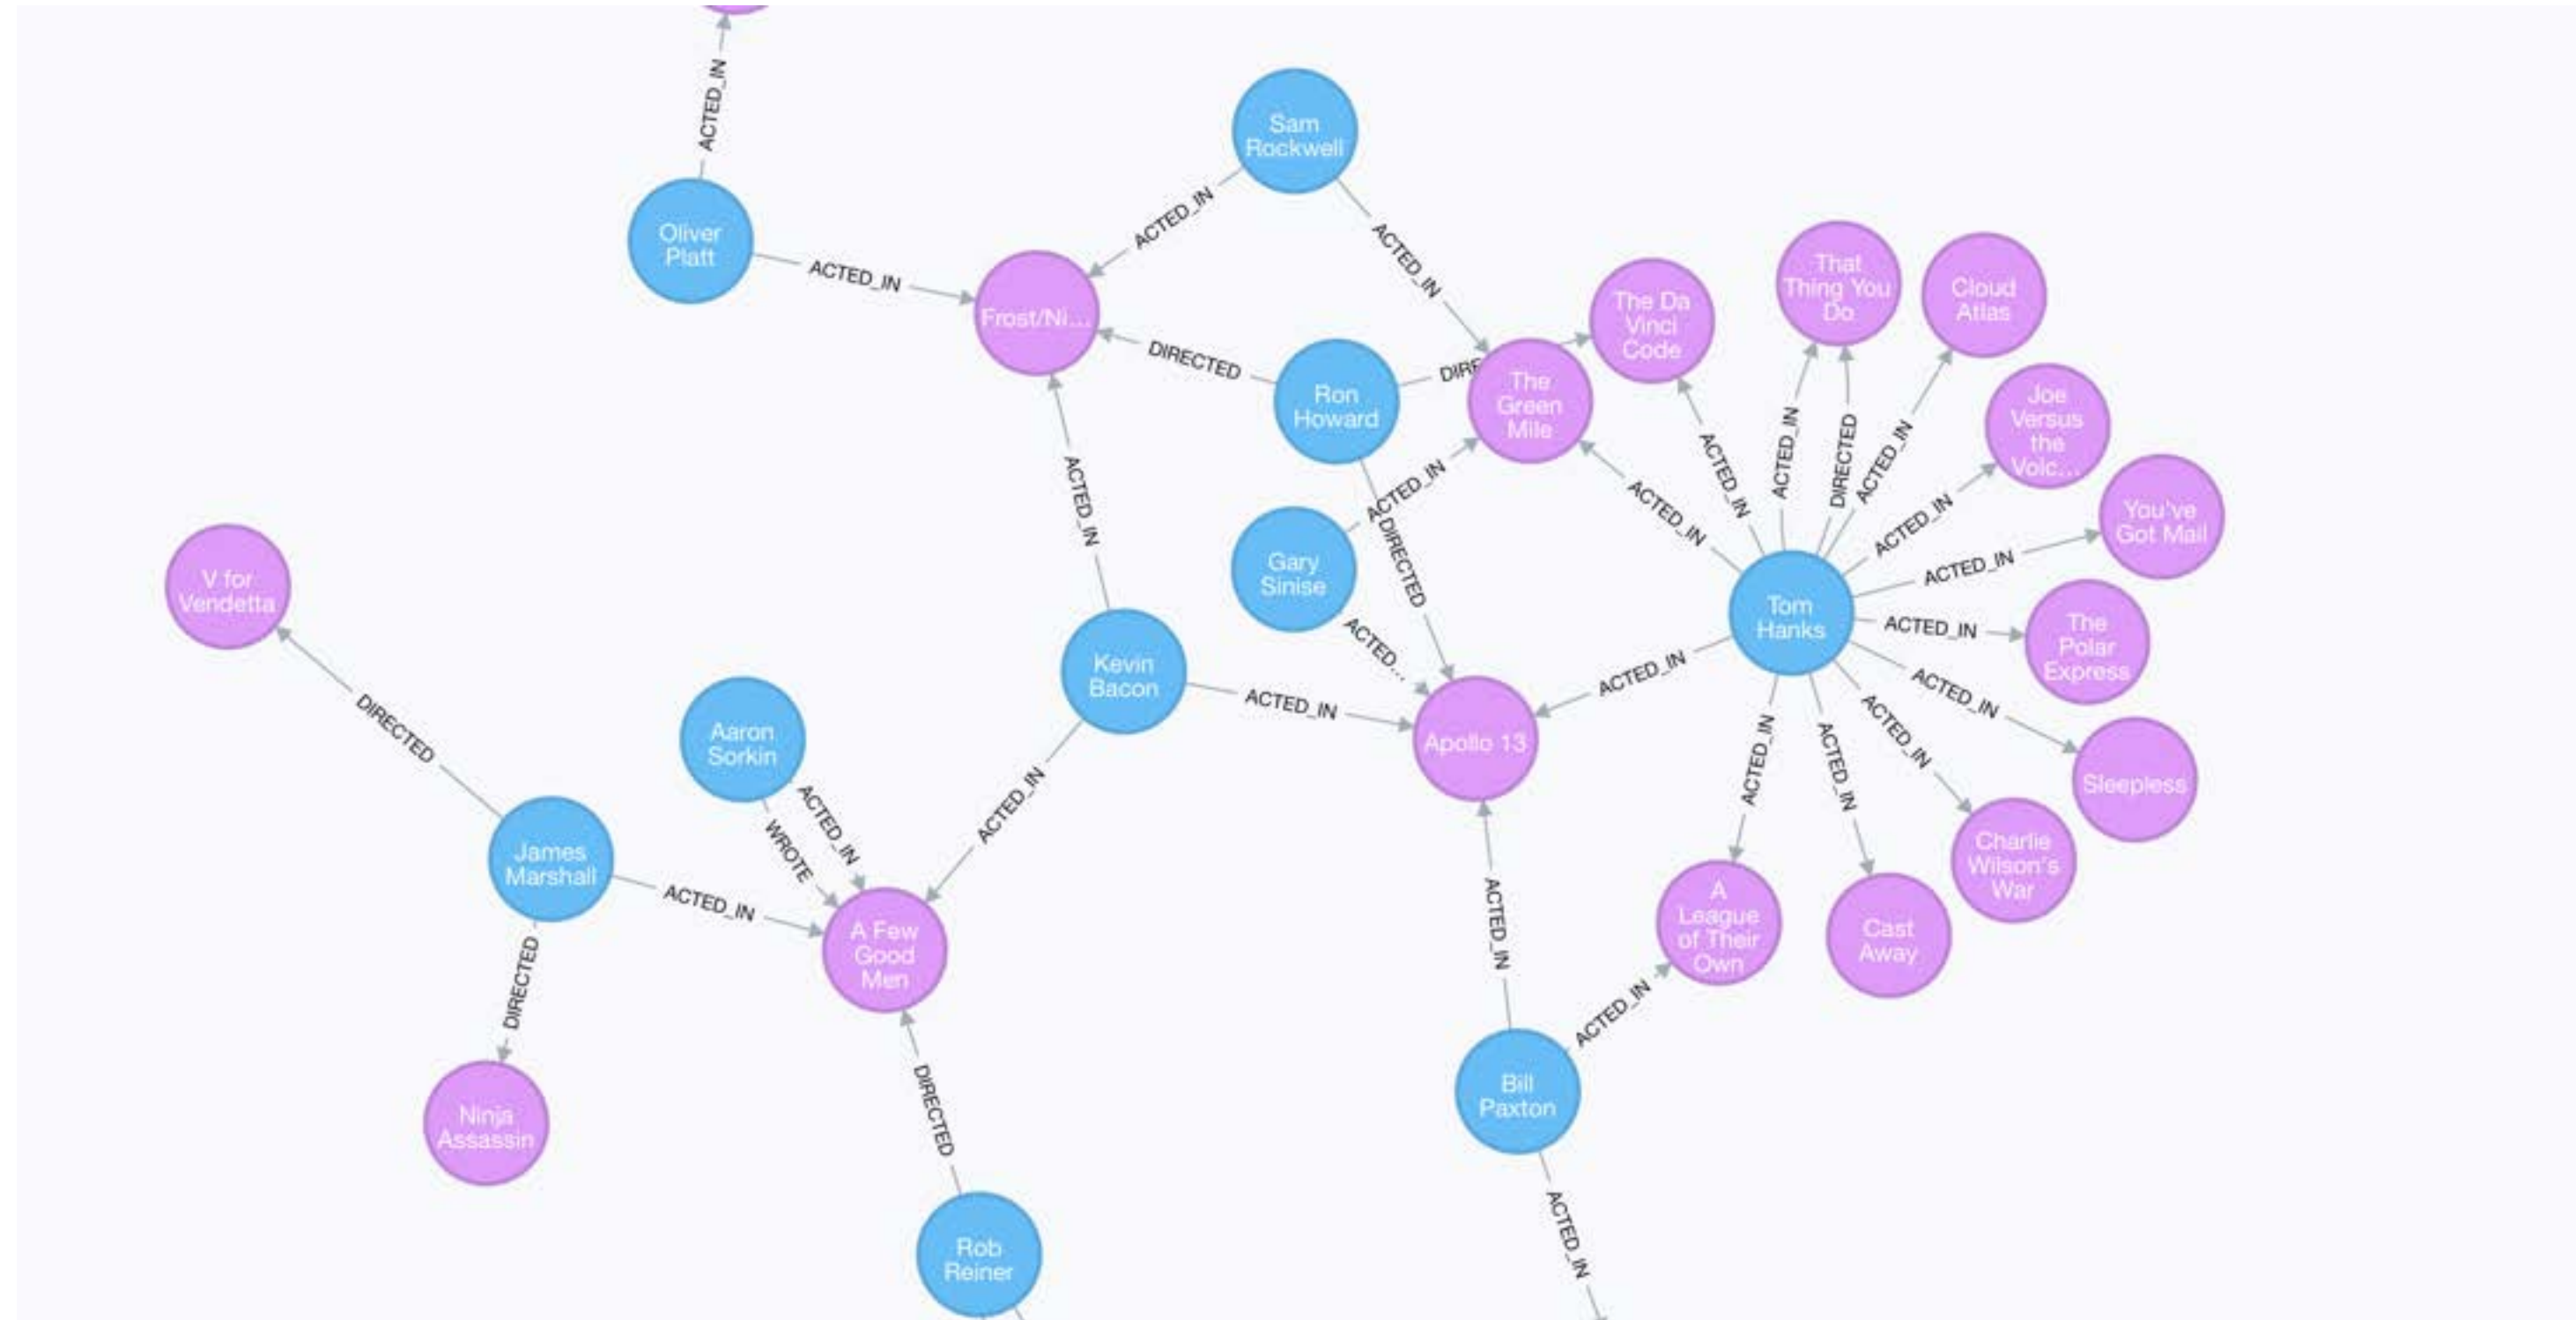 ACTED_IN
Sam
Rockwell
Oliver
Platt
ACTED_IN
ACTED_IN
ACTED_IN
Frost/Ni...
That
Thing You
Do
Cloud
Atlas
The Da
Vinci
Code
DIRECTED
Ron
Howard
DIRE
The
Green
Mile
Joe
Versus
the
Volc...
ACTED_IN
ACTED_IN
ACTED_IN
ACTED_IN
DIRECTED
ACTED_IN
ACTED_IN
ACTED_IN
You've
Got Mail
V for
Vendetta
Gary
Sinise
DIRECTED
ACTED_IN
ACTED_IN
Tom
Hanks
ACTED_IN
The
Polar
Express
Kevin
Bacon
ACTED...
ACTED_IN
ACTED_IN
DIRECTED
Aaron
Sorkin
ACTED_IN
Apollo 13
ACTED_IN
ACTED_IN
ACTED_IN
Sleepless
James
Marshall
WROTE
ACTED_IN
ACTED_IN
Charlie
Wilson's
War
ACTED_IN
A Few
Good
Men
ACTED_IN
A
League
of Their
Own
Cast
Away
DIRECTED
ACTED_IN
Ninja
Assassin
DIRECTED
Bill
Paxton
Rob
Reiner
ACTED_IN